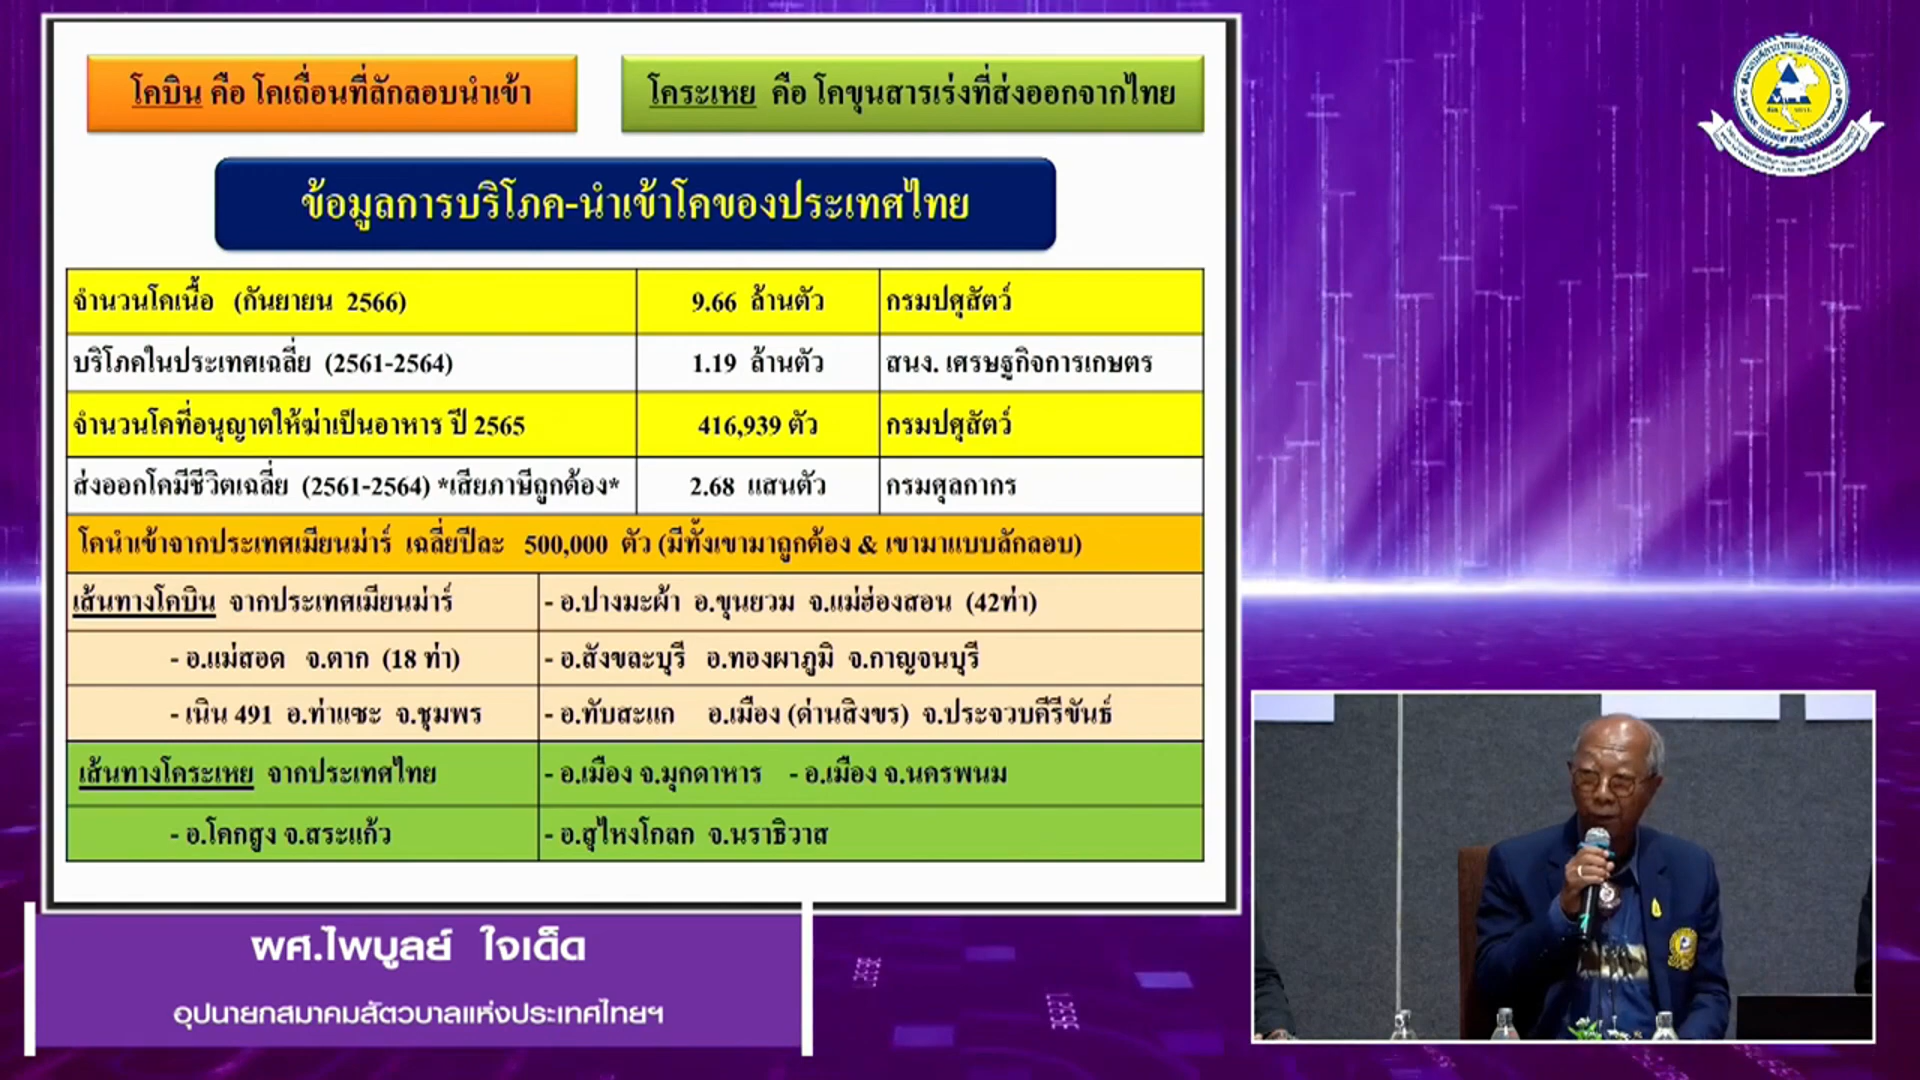 โคบิน คือ โคเถื่อนที่ลักลอบนำเข้า
โคระเหย คือ โคขุนสารเร่งที่ส่งออกจากไทย
ข้อมูลการบริโภค-นำเข้าโคของประเทศไทย
จำนวนโคเนื้อ (กันยายน 2566) 9.66 ล้านตัว กรมปศุสัตว์
บริโภคในประเทศเฉลี่ย (2561-2564) 1.19 ล้านตัว สนง. เศรษฐกิจการเกษตร
จำนวนโคที่อนุญาตให้ฆ่าเป็นอาหาร ปี 2565 416,939 ตัว กรมปศุสัตว์
ส่งออกโคมีชีวิตเฉลี่ย (2561-2564) *เสียภาษีถูกต้อง* 2.68 แสนตัว กรมศุลกากร
โคนำเข้าจากประเทศเมียนม่าร์ เฉลี่ยปีละ 500,000 ตัว (มีทั้งเขามาถูกต้อง & เขามาแบบลักลอบ)
เส้นทางโคบิน จากประเทศเมียนม่าร์ - อ.ปางมะผ้า อ.ขุนยวม จ.แม่ฮ่องสอน (42ท่า)
- อ.แม่สอด จ.ตาก (18 ท่า) - อ.สังขละบุรี อ.ทองผาภูมิ จ.กาญจนบุรี
- เนิน 491 อ.ท่าแซะ จ.ชุมพร - อ.ทับสะแก อ.เมือง (ด่านสิงขร) จ.ประจวบคีรีขันธ์
เส้นทางโคระเหย จากประเทศไทย - อ.เมือง จ.มุกดาหาร - อ.เมือง จ.นครพนม
- อ.โคกสูง จ.สระแก้ว - อ.สุไหงโกลก จ.นราธิวาส
ผศ.ไพบูลย์ ใจเด็ด
อุปนายกสมาคมสัตวบาลแห่งประเทศไทยฯ